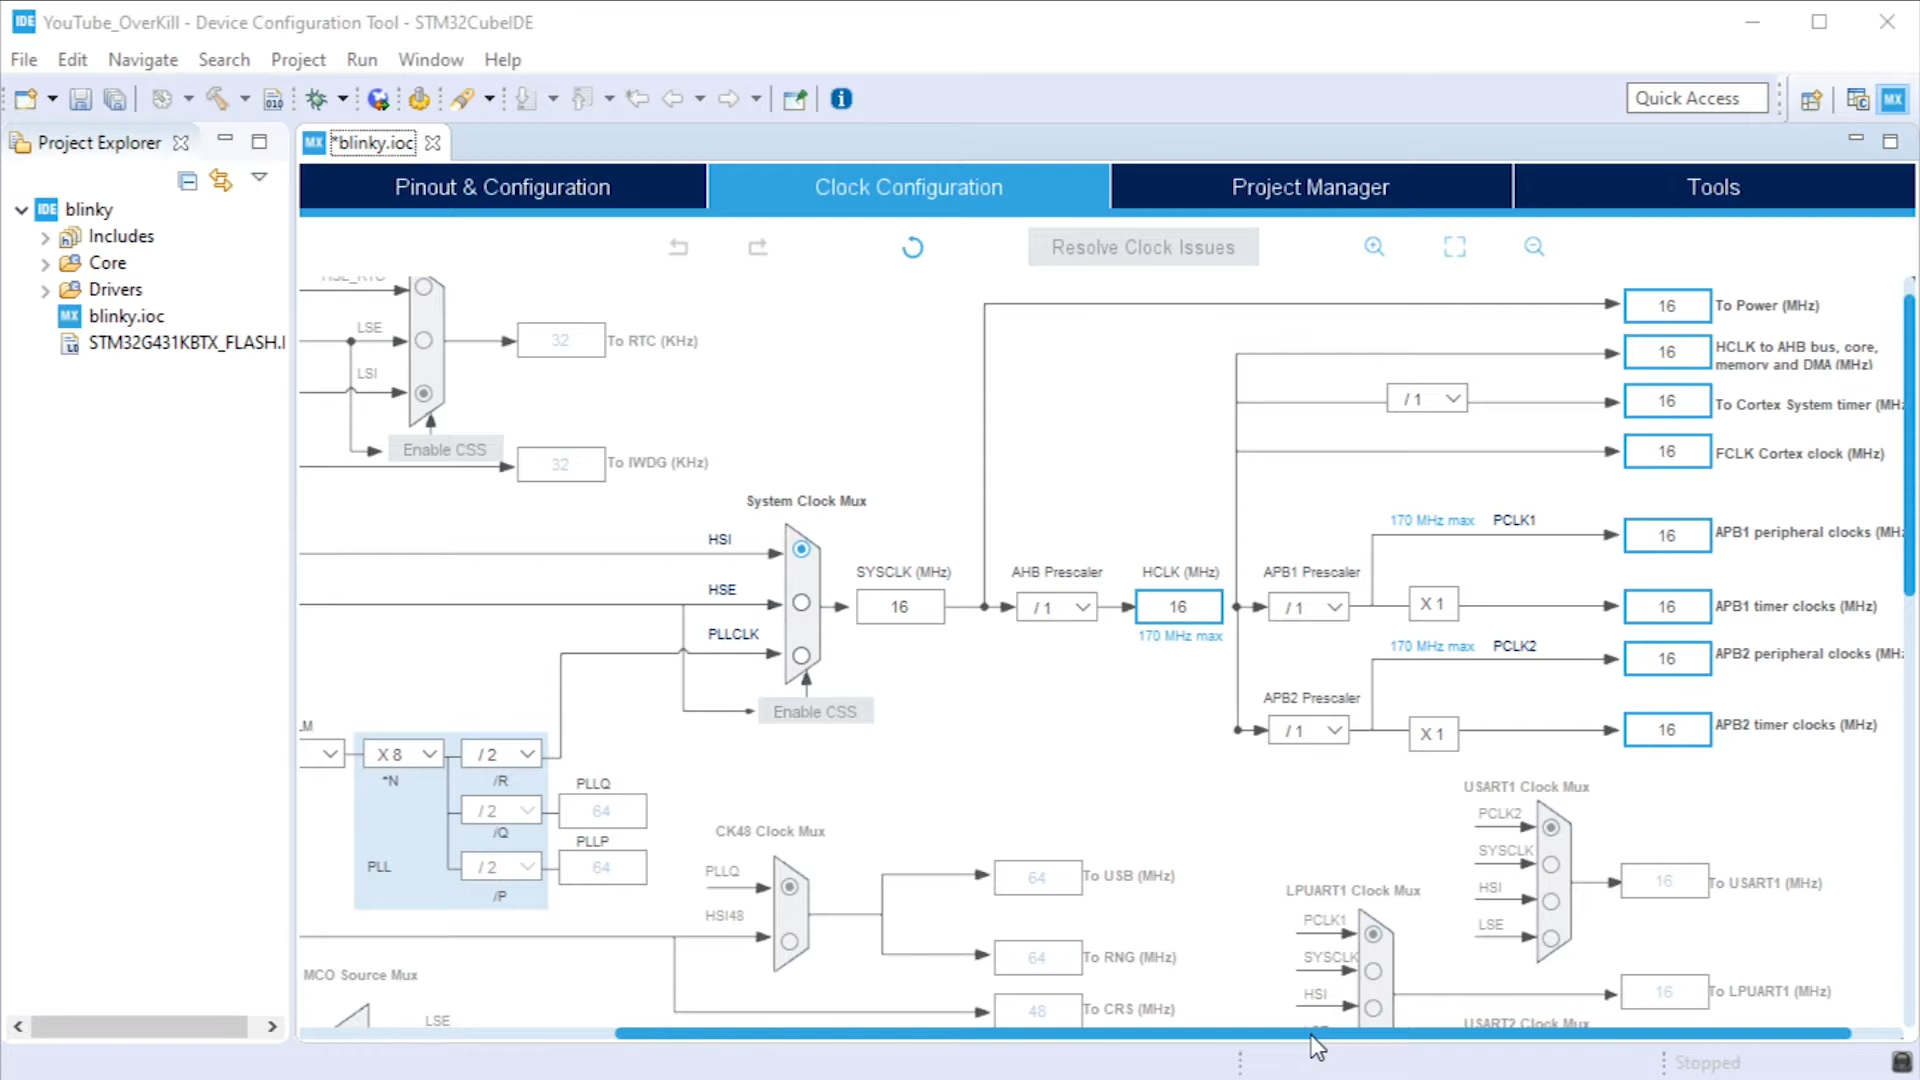 IDE YouTube_OverKill - Device Configuration Tool - STM32CubeIDE
File Edit Navigate Search Project Run Window Help
Quick Access
MX
Project Explorer
MX *blinky.ioc
Pinout & Configuration
Clock Configuration
Project Manager
Tools
Resolve Clock Issues
IDE blinky
Includes
Core
Drivers
MX blinky.ioc
STM32G431KBTX_FLASH.l
HSE_RTC
LSE
LSI
32 To RTC (KHz)
Enable CSS
32 To IWDG (KHz)
16 To Power (MHz)
16 HCLK to AHB bus, core,
memory and DMA (MHz)
/ 1
16 To Cortex System timer (MHz
16 FCLK Cortex clock (MHz)
System Clock Mux
HSI
HSE
PLLCLK
Enable CSS
SYSCLK (MHz)
16
AHB Prescaler
/ 1
HCLK (MHz)
16
170 MHz max
170 MHz max PCLK1
16 APB1 peripheral clocks (MHz
APB1 Prescaler
/ 1
X 1
16 APB1 timer clocks (MHz)
170 MHz max PCLK2
16 APB2 peripheral clocks (MHz
APB2 Prescaler
/ 1
X 1
16 APB2 timer clocks (MHz)
X 8
*N
/ 2
/R
PLLQ
/ 2
64
/Q
PLLP
/ 2
64
/P
PLL
CK48 Clock Mux
PLLQ
HSI48
64 To USB (MHz)
64 To RNG (MHz)
48 To CRS (MHz)
MCO Source Mux
LSE
USART1 Clock Mux
PCLK2
SYSCLK
HSI
LSE
16 To USART1 (MHz)
LPUART1 Clock Mux
PCLK1
SYSCLK
HSI
16 To LPUART1 (MHz)
USART2 Clock Mux
Stopped